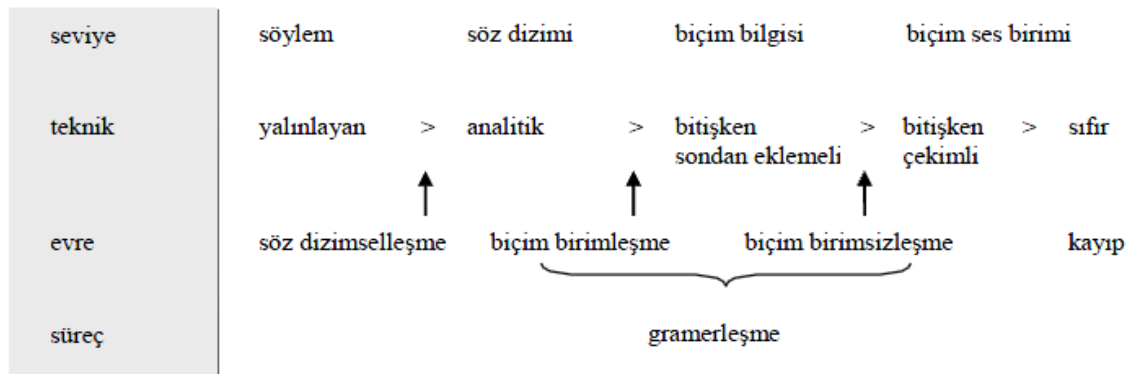 seviye söylem söz dizimi biçim bilgisi biçim ses birimi
teknik yalınlayan > analitik > bitişken > bitişken > sıfır
sondan eklemeli çekimli
evre söz dizimselleşme biçim birimleşme biçim birimsizleşme kayıp
süreç gramerleşme